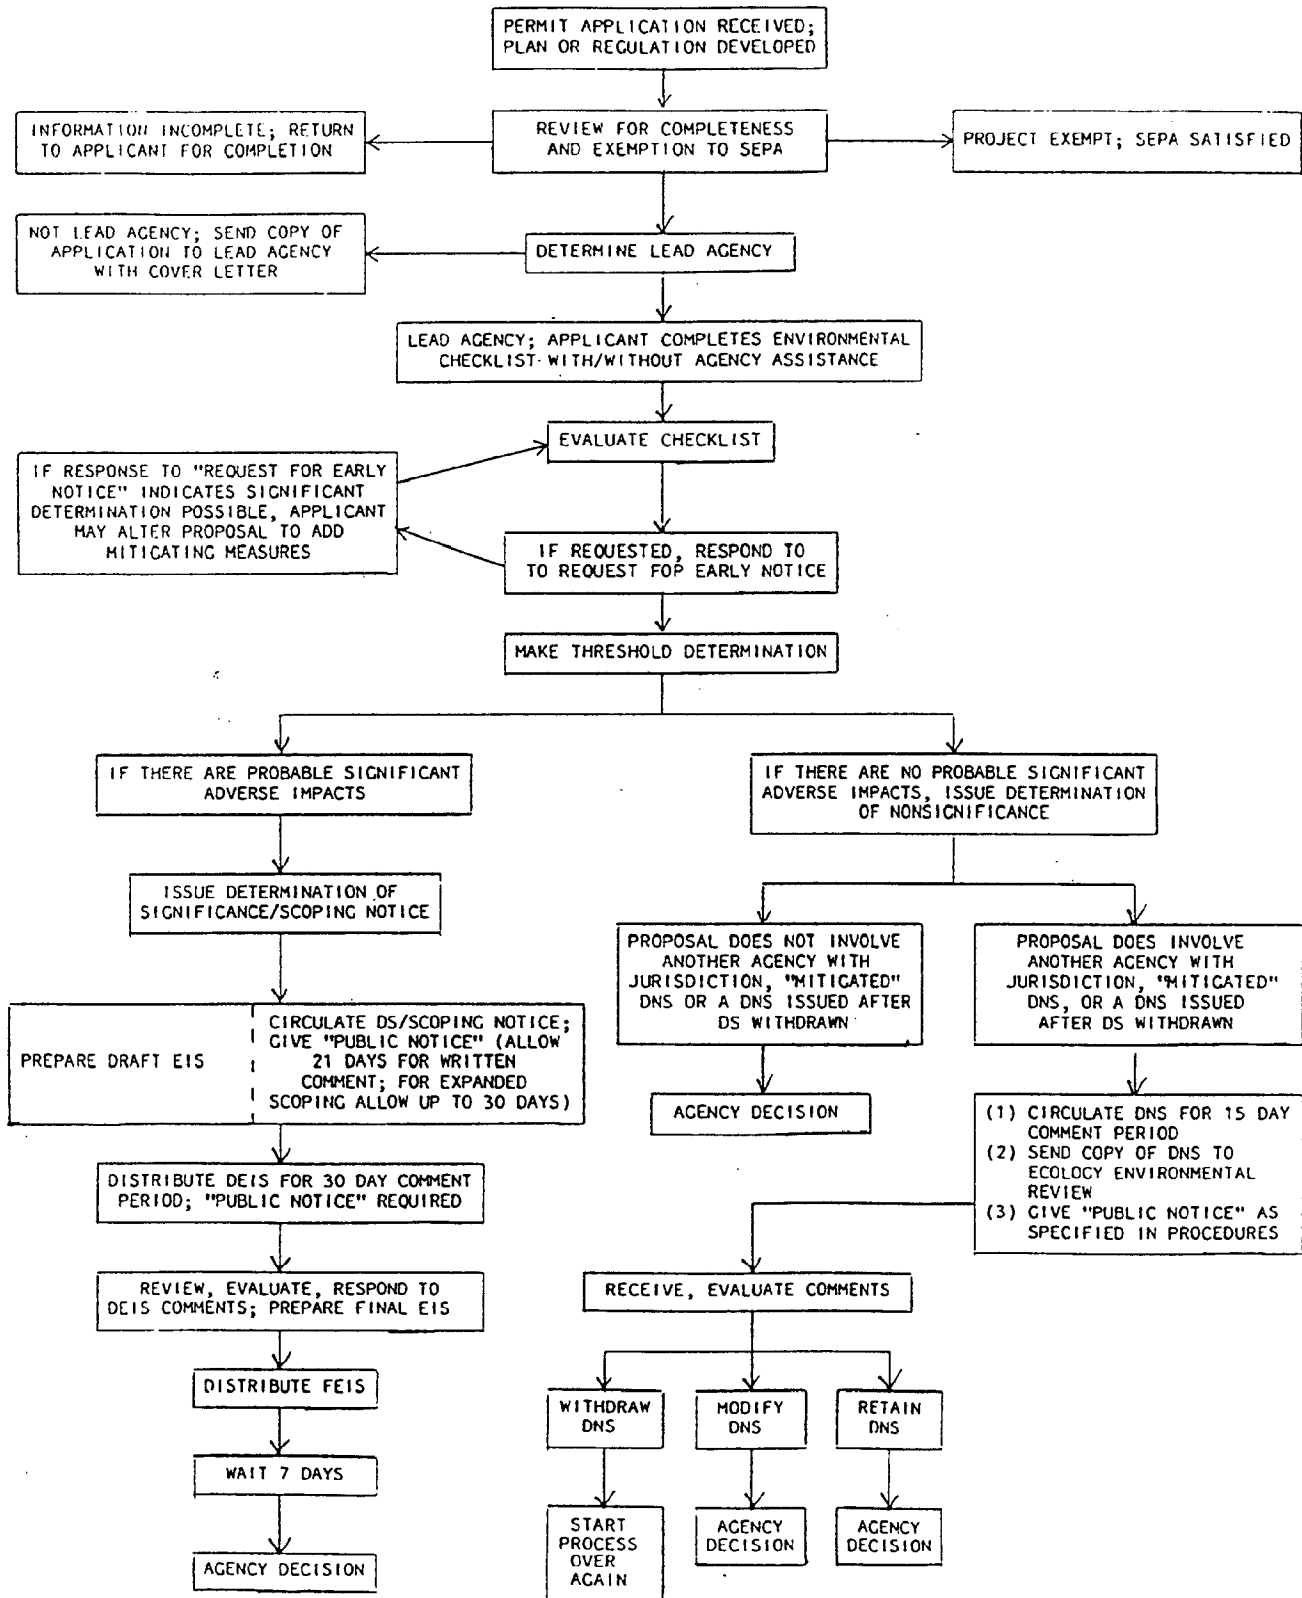 PERMIT APPLICATION RECEIVED;
PLAN OR REGULATION DEVELOPED
INFORMATION INCOMPLETE; RETURN
TO APPLICANT FOR COMPLETION
REVIEW FOR COMPLETENESS
AND EXEMPTION TO SEPA
PROJECT EXEMPT; SEPA SATISFIED
NOT LEAD AGENCY; SEND COPY OF
APPLICATION TO LEAD AGENCY
WITH COVER LETTER
DETERMINE LEAD AGENCY
LEAD AGENCY; APPLICANT COMPLETES ENVIRONMENTAL
CHECKLIST WITH/WITHOUT AGENCY ASSISTANCE
EVALUATE CHECKLIST
IF RESPONSE TO "REQUEST FOR EARLY
NOTICE" INDICATES SIGNIFICANT
DETERMINATION POSSIBLE, APPLICANT
MAY ALTER PROPOSAL TO ADD
MITIGATING MEASURES
IF REQUESTED, RESPOND TO
TO REQUEST FOP EARLY NOTICE
MAKE THRESHOLD DETERMINATION
IF THERE ARE PROBABLE SIGNIFICANT
ADVERSE IMPACTS
IF THERE ARE NO PROBABLE SIGNIFICANT
ADVERSE IMPACTS, ISSUE DETERMINATION
OF NONSIGNIFICANCE
ISSUE DETERMINATION OF
SIGNIFICANCE/SCOPING NOTICE
PROPOSAL DOES NOT INVOLVE
ANOTHER AGENCY WITH
JURISDICTION, "MITIGATED"
DNS OR A DNS ISSUED AFTER
DS WITHDRAWN
PROPOSAL DOES INVOLVE
ANOTHER AGENCY WITH
JURISDICTION, "MITIGATED"
DNS, OR A DNS ISSUED
AFTER DS WITHDRAWN
PREPARE DRAFT EIS
CIRCULATE DS/SCOPING NOTICE;
GIVE "PUBLIC NOTICE" (ALLOW
21 DAYS FOR WRITTEN
COMMENT; FOR EXPANDED
SCOPING ALLOW UP TO 30 DAYS)
AGENCY DECISION
(1) CIRCULATE DNS FOR 15 DAY
COMMENT PERIOD
(2) SEND COPY OF DNS TO
ECOLOGY ENVIRONMENTAL
REVIEW
(3) GIVE "PUBLIC NOTICE" AS
SPECIFIED IN PROCEDURES
DISTRIBUTE DEIS FOR 30 DAY COMMENT
PERIOD; "PUBLIC NOTICE" REQUIRED
REVIEW, EVALUATE, RESPOND TO
DEIS COMMENTS; PREPARE FINAL EIS
RECEIVE, EVALUATE COMMENTS
DISTRIBUTE FEIS
WITHDRAW
DNS
MODIFY
DNS
RETAIN
DNS
WAIT 7 DAYS
START
PROCESS
OVER
AGAIN
AGENCY
DECISION
AGENCY
DECISION
AGENCY DECISION